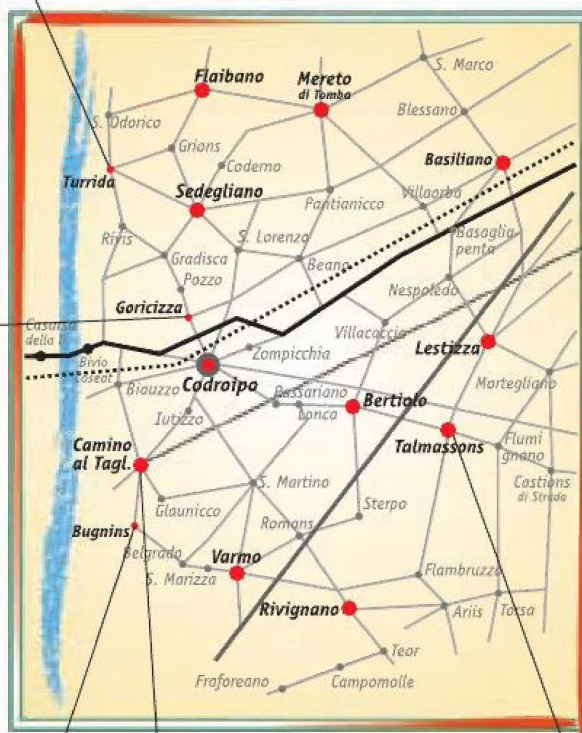 S. Marco
Flaibano
Mereto
di Tomba
S. Odorico
Blessano
Grions
Coderno
Basiliano
Turrida
Sedegliano
Pantianicco
Villaorba
Rivis
Gradisca
S. Lorenzo
Basaglia
penta
Pozzo
Beano
Nespoledo
Goricizza
Casarsa
della D.
Bivio
Coseat
Zompicchia
Villacaccia
Lestizza
Codroipo
Biauzzo
Passariano
Mortegliano
Iutizzo
Lonca
Bertiolo
Camino
al Tagl.
Talmassons
Flumi
gnano
S. Martino
Castions
di Strada
Glaunicco
Sterpo
Bugnins
Romans
Belgrado
S. Marizza
Varmo
Flambruzzo
Rivignano
Ariis
Torsa
Teor
Fraforeano
Campomolle